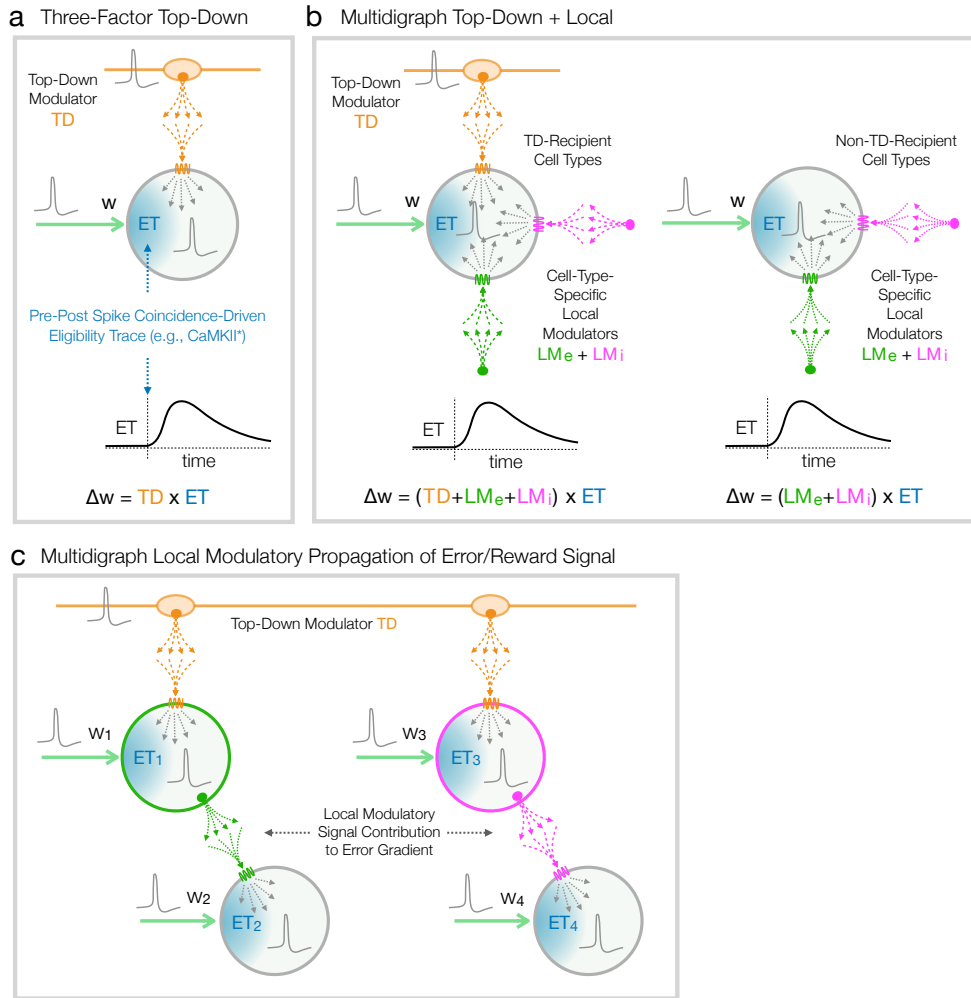 a Three-Factor Top-Down
Top-Down
Modulator
TD
w
ET
Pre-Post Spike Coincidence-Driven
Eligibility Trace (e.g., CaMKII*)
ET
time
Δw = TD x ET
b Multidigraph Top-Down + Local
Top-Down
Modulator
TD
TD-Recipient
Cell Types
w
ET
Cell-Type-
Specific
Local
Modulators
LMe + LMi
ET
time
Δw = (TD+LMe+LMi) x ET
Non-TD-Recipient
Cell Types
w
ET
Cell-Type-
Specific
Local
Modulators
LMe + LMi
ET
time
Δw = (LMe+LMi) x ET
c Multidigraph Local Modulatory Propagation of Error/Reward Signal
Top-Down Modulator TD
W1
ET1
W3
ET3
Local Modulatory
Signal Contribution
to Error Gradient
W2
ET2
W4
ET4